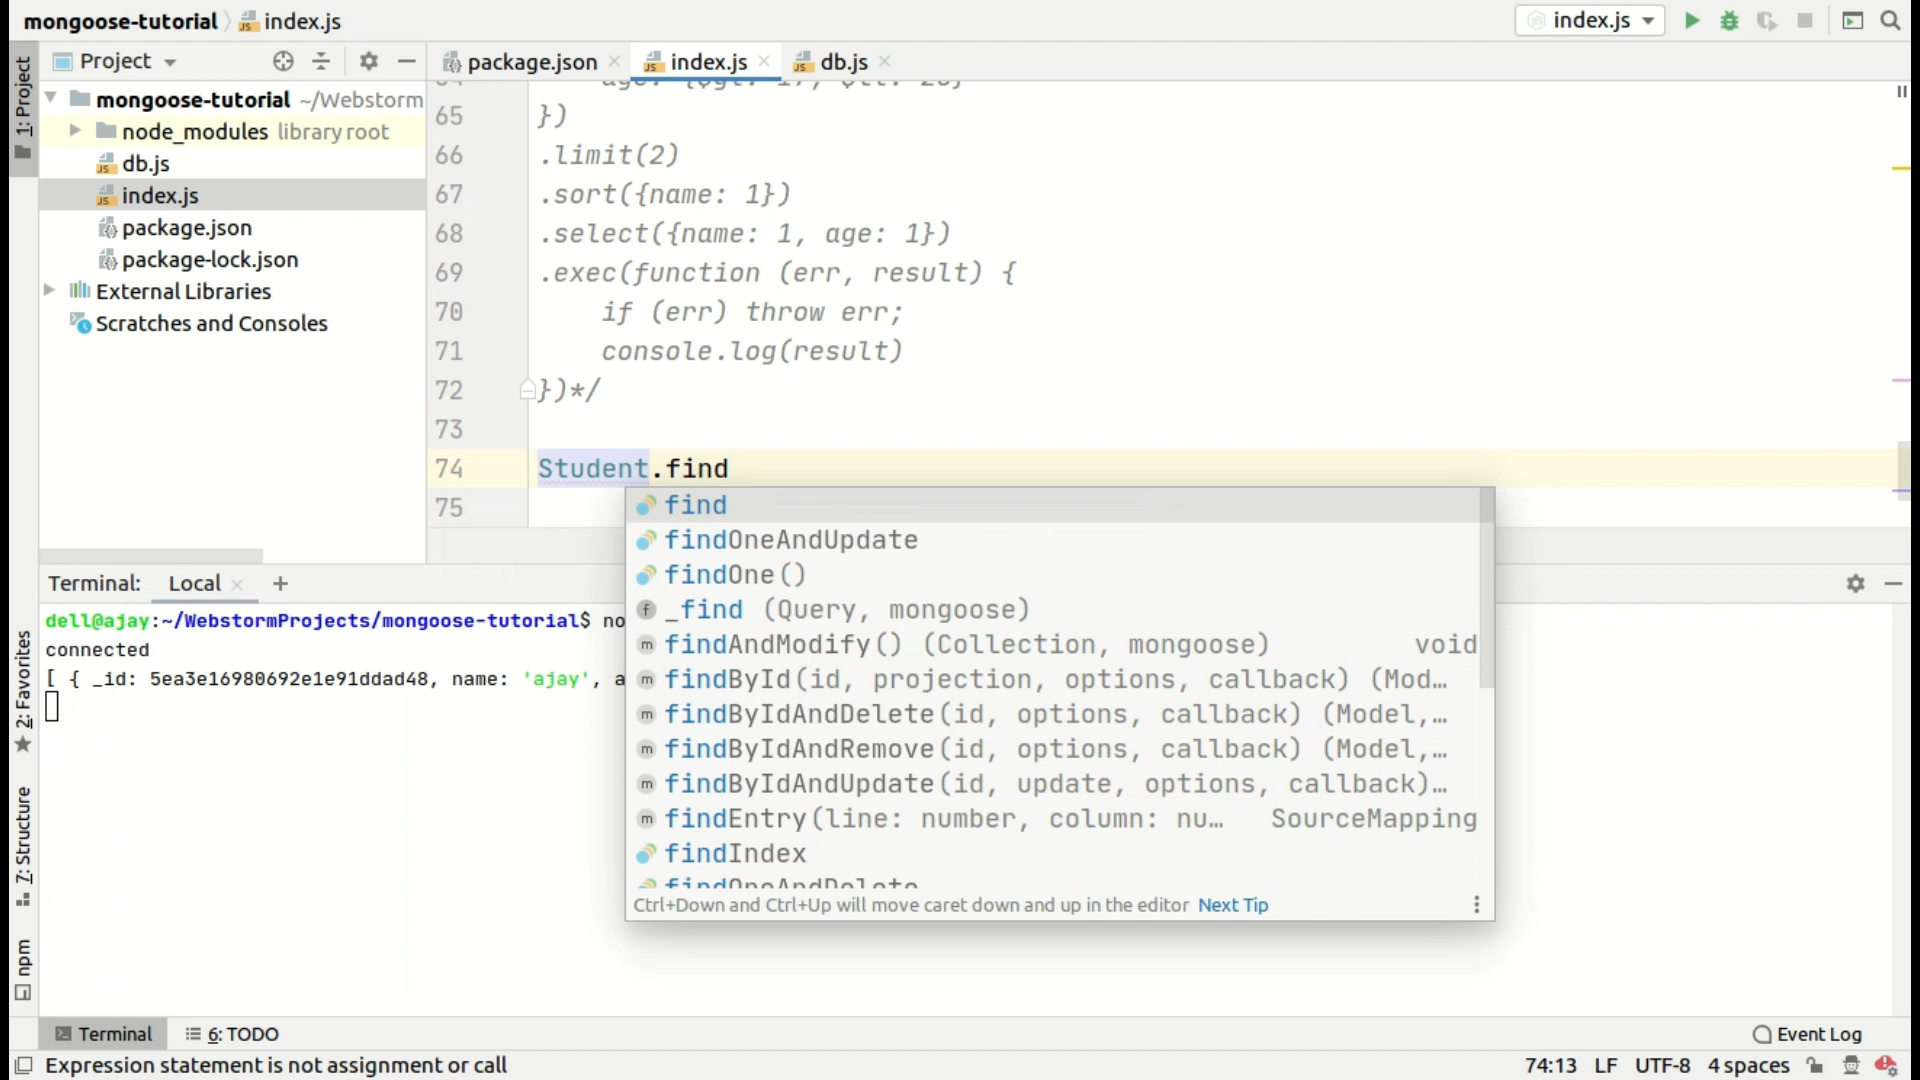 mongoose-tutorial index.js
index.js
1: Project
Project
package.json
index.js
db.js
mongoose-tutorial ~/Webstorm
node_modules library root
db.js
index.js
package.json
package-lock.json
External Libraries
Scratches and Consoles
65 })
66 .limit(2)
67 .sort({name: 1})
68 .select({name: 1, age: 1})
69 .exec(function (err, result) {
70 if (err) throw err;
71 console.log(result)
72 })*/
73
74 Student.find
75
find
findOneAndUpdate
findOne()
_find (Query, mongoose)
findAndModify() (Collection, mongoose) void
findById(id, projection, options, callback) (Mod…
findByIdAndDelete(id, options, callback) (Model,…
findByIdAndRemove(id, options, callback) (Model,…
findByIdAndUpdate(id, update, options, callback)…
findEntry(line: number, column: nu… SourceMapping
findIndex
findOneAndDelete
Ctrl+Down and Ctrl+Up will move caret down and up in the editor Next Tip
Terminal: Local +
dell@ajay:~/WebstormProjects/mongoose-tutorial$ no
connected
[ { _id: 5ea3e16980692e1e91ddad48, name: 'ajay', a
2: Favorites
7: Structure
npm
Terminal
6: TODO
Event Log
Expression statement is not assignment or call
74:13 LF UTF-8 4 spaces